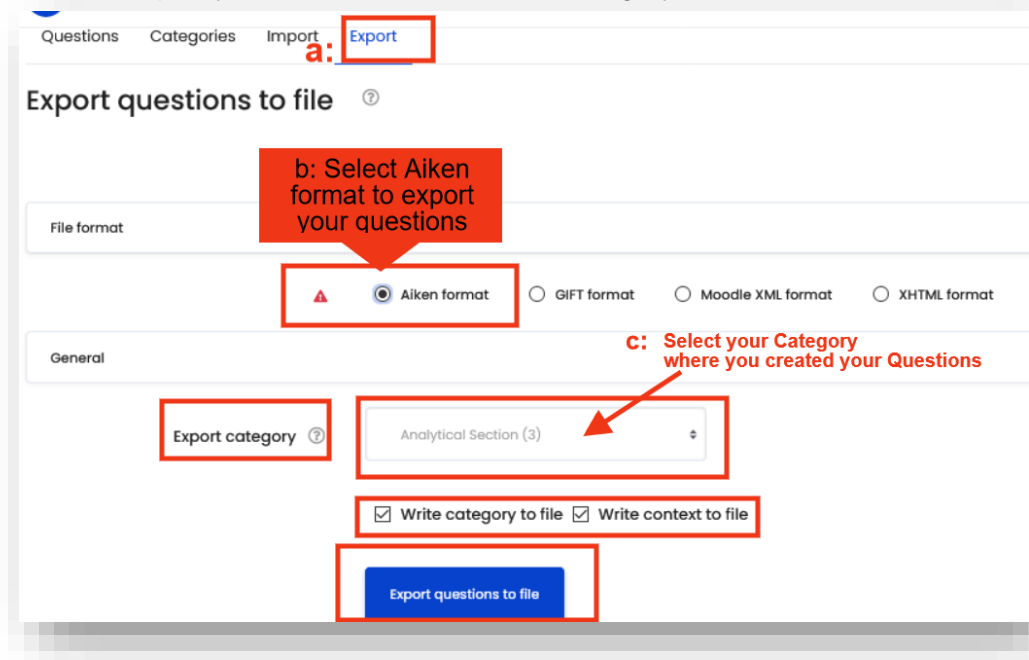 Questions Categories Import Export
a:
Export questions to file
b: Select Aiken
format to export
your questions
File format
Aiken format GIFT format Moodle XML format XHTML format
General
c: Select your Category
where you created your Questions
Export category
Analytical Section (3)
Write category to file Write context to file
Export questions to file